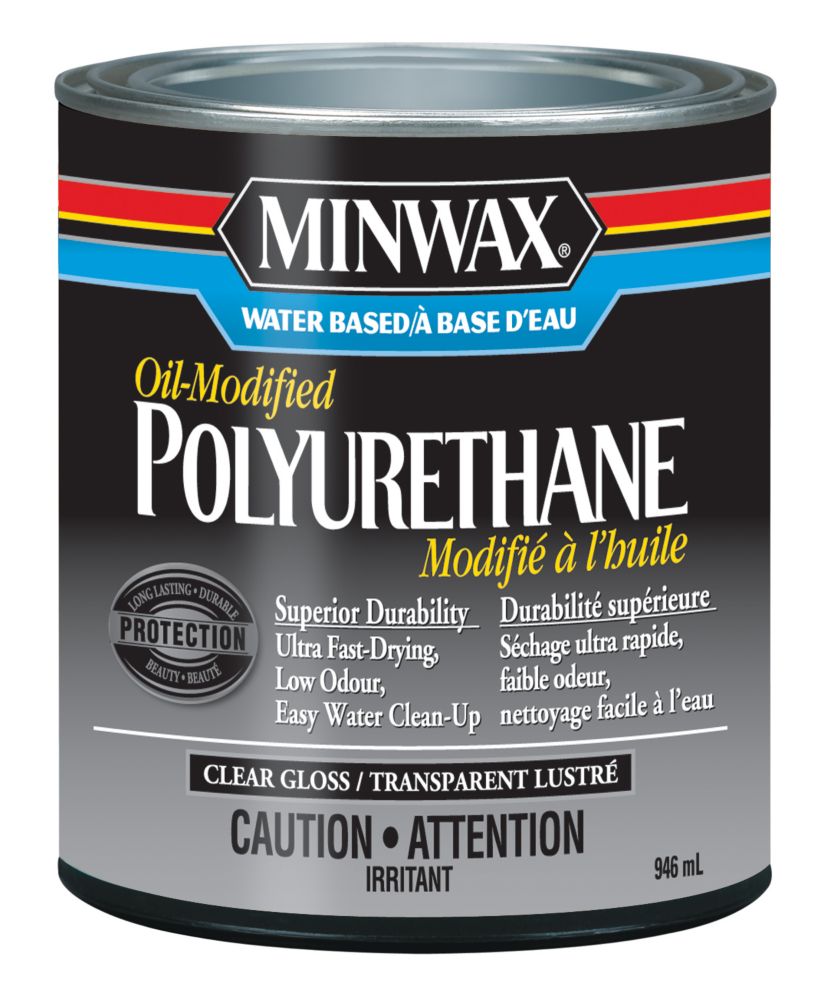 MINWAX®
WATER BASED/À BASE D'EAU
Oil-Modified
POLYURETHANE
Modifié à l'huile
LONG LASTING • DURABLE
PROTECTION
BEAUTY • BEAUTÉ
Superior Durability
Ultra Fast-Drying,
Low Odour,
Easy Water Clean-Up
Durabilité supérieure
Séchage ultra rapide,
faible odeur,
nettoyage facile à l'eau
CLEAR GLOSS / TRANSPARENT LUSTRÉ
CAUTION • ATTENTION
IRRITANT
946 mL